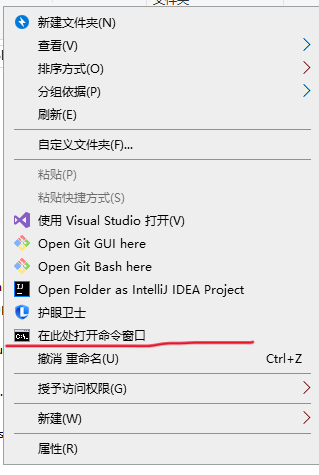 文件夹
新建文件夹(N)
查看(V)
排序方式(O)
分组依据(P)
刷新(E)
自定义文件夹(F)...
粘贴(P)
粘贴快捷方式(S)
使用 Visual Studio 打开(V)
Open Git GUI here
Open Git Bash here
Open Folder as IntelliJ IDEA Project
护眼卫士
在此处打开命令窗口
撤消 重命名(U) Ctrl+Z
授予访问权限(G)
新建(W)
属性(R)